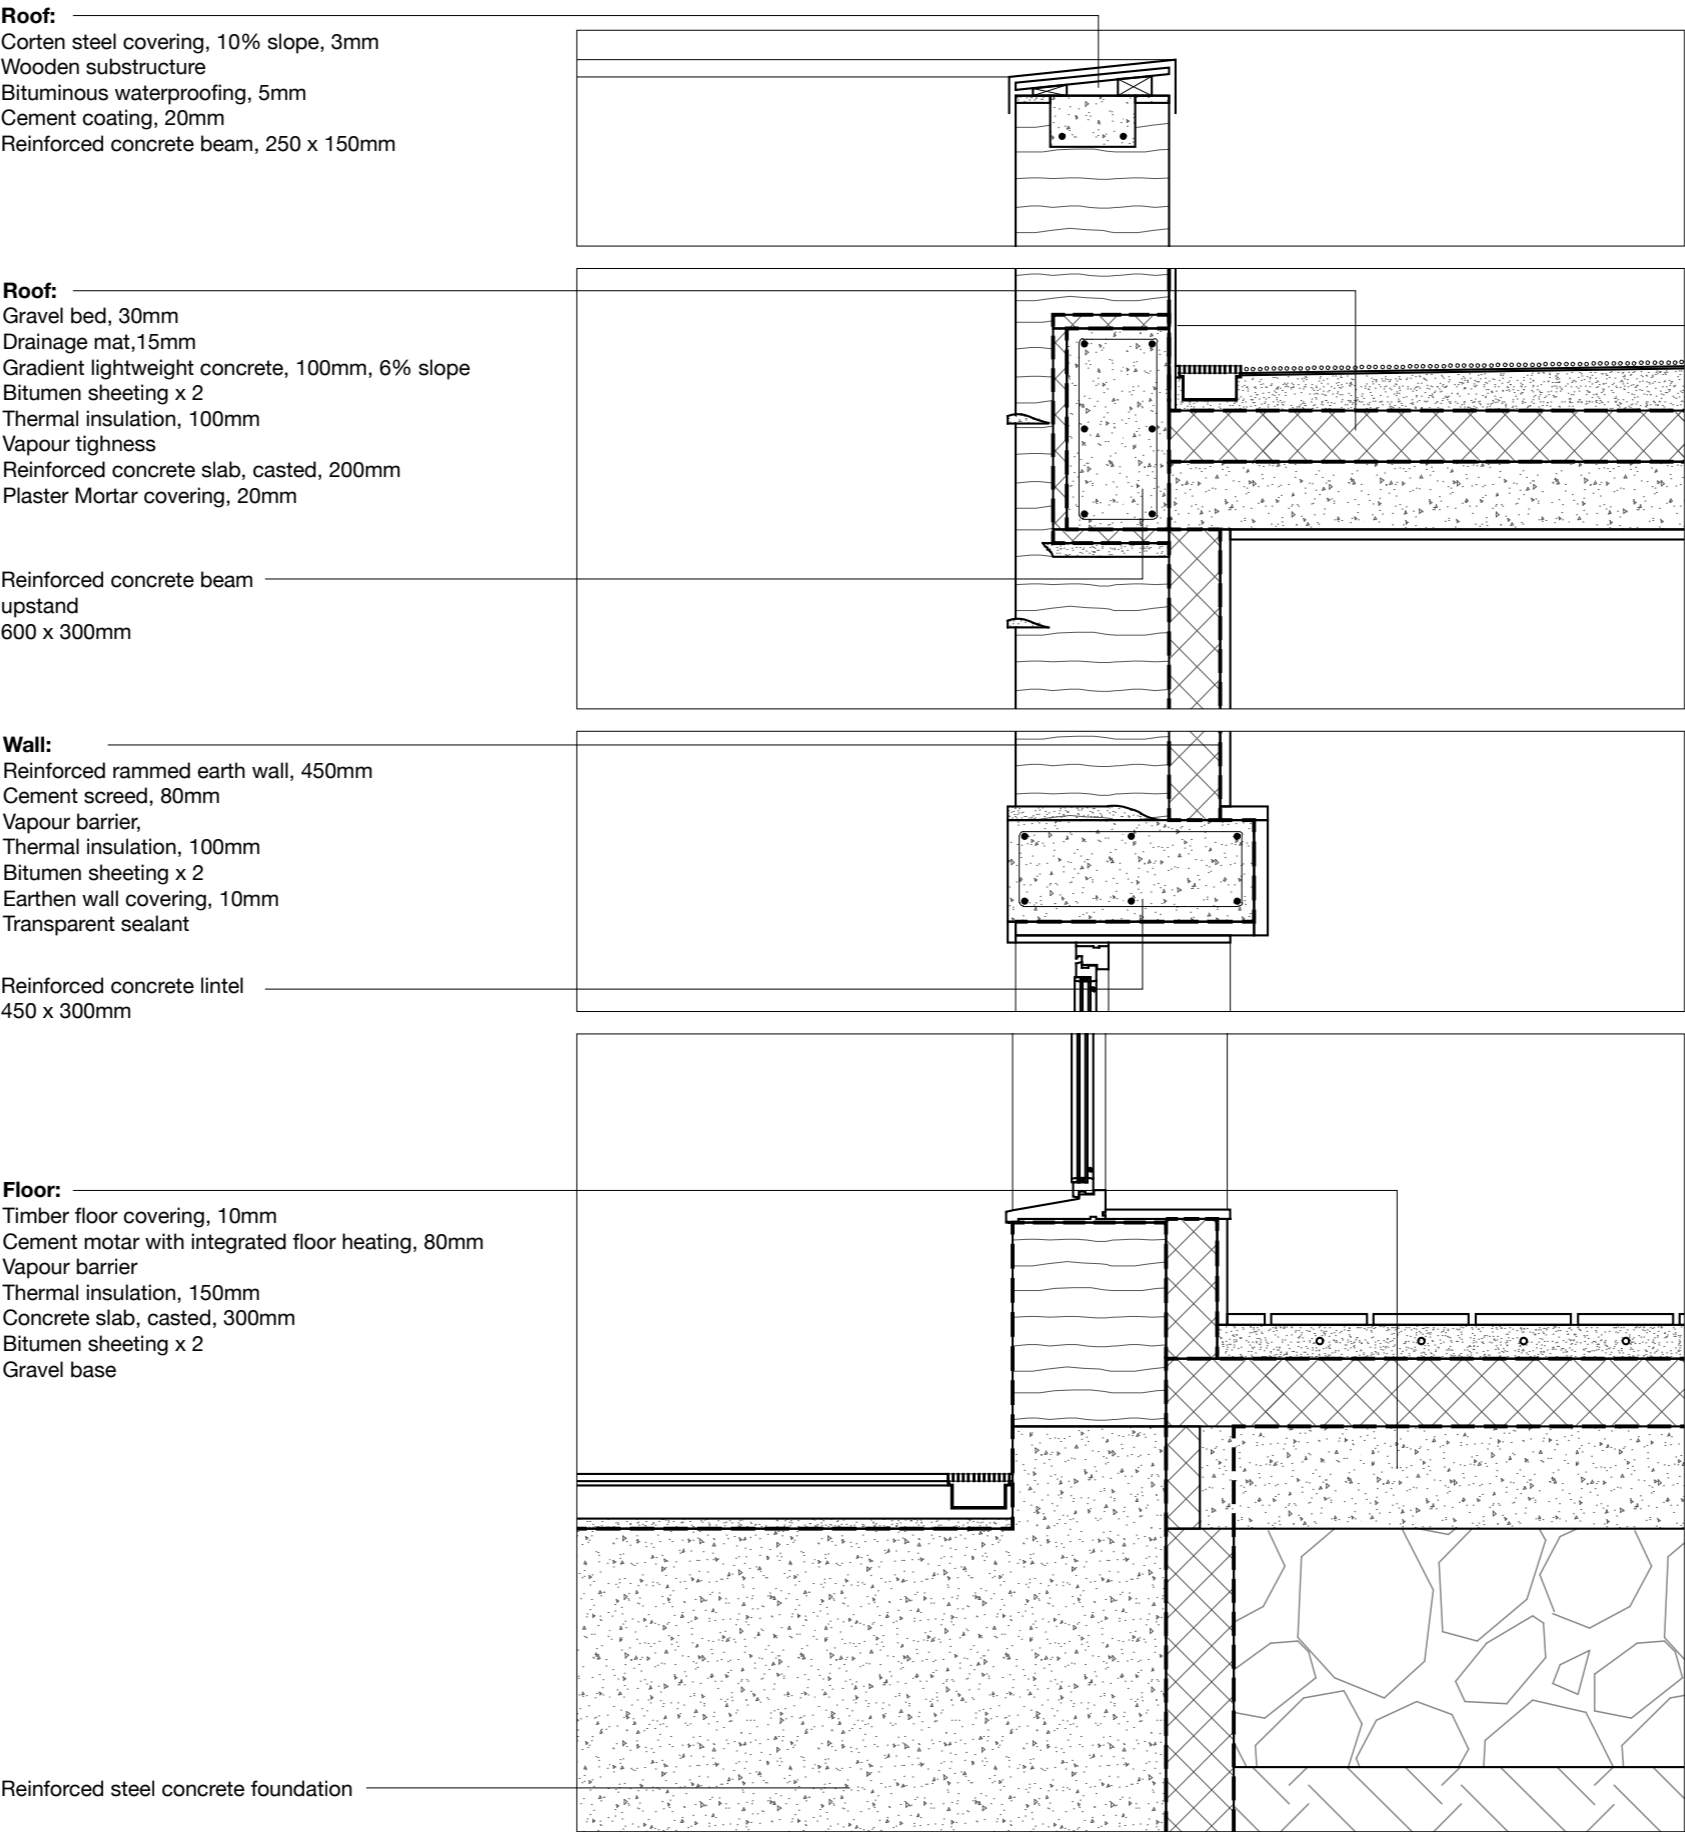 Roof:
Corten steel covering, 10% slope, 3mm
Wooden substructure
Bituminous waterproofing, 5mm
Cement coating, 20mm
Reinforced concrete beam, 250 x 150mm
Roof:
Gravel bed, 30mm
Drainage mat,15mm
Gradient lightweight concrete, 100mm, 6% slope
Bitumen sheeting x 2
Thermal insulation, 100mm
Vapour tighness
Reinforced concrete slab, casted, 200mm
Plaster Mortar covering, 20mm
Reinforced concrete beam
upstand
600 x 300mm
Wall:
Reinforced rammed earth wall, 450mm
Cement screed, 80mm
Vapour barrier,
Thermal insulation, 100mm
Bitumen sheeting x 2
Earthen wall covering, 10mm
Transparent sealant
Reinforced concrete lintel
450 x 300mm
Floor:
Timber floor covering, 10mm
Cement motar with integrated floor heating, 80mm
Vapour barrier
Thermal insulation, 150mm
Concrete slab, casted, 300mm
Bitumen sheeting x 2
Gravel base
Reinforced steel concrete foundation